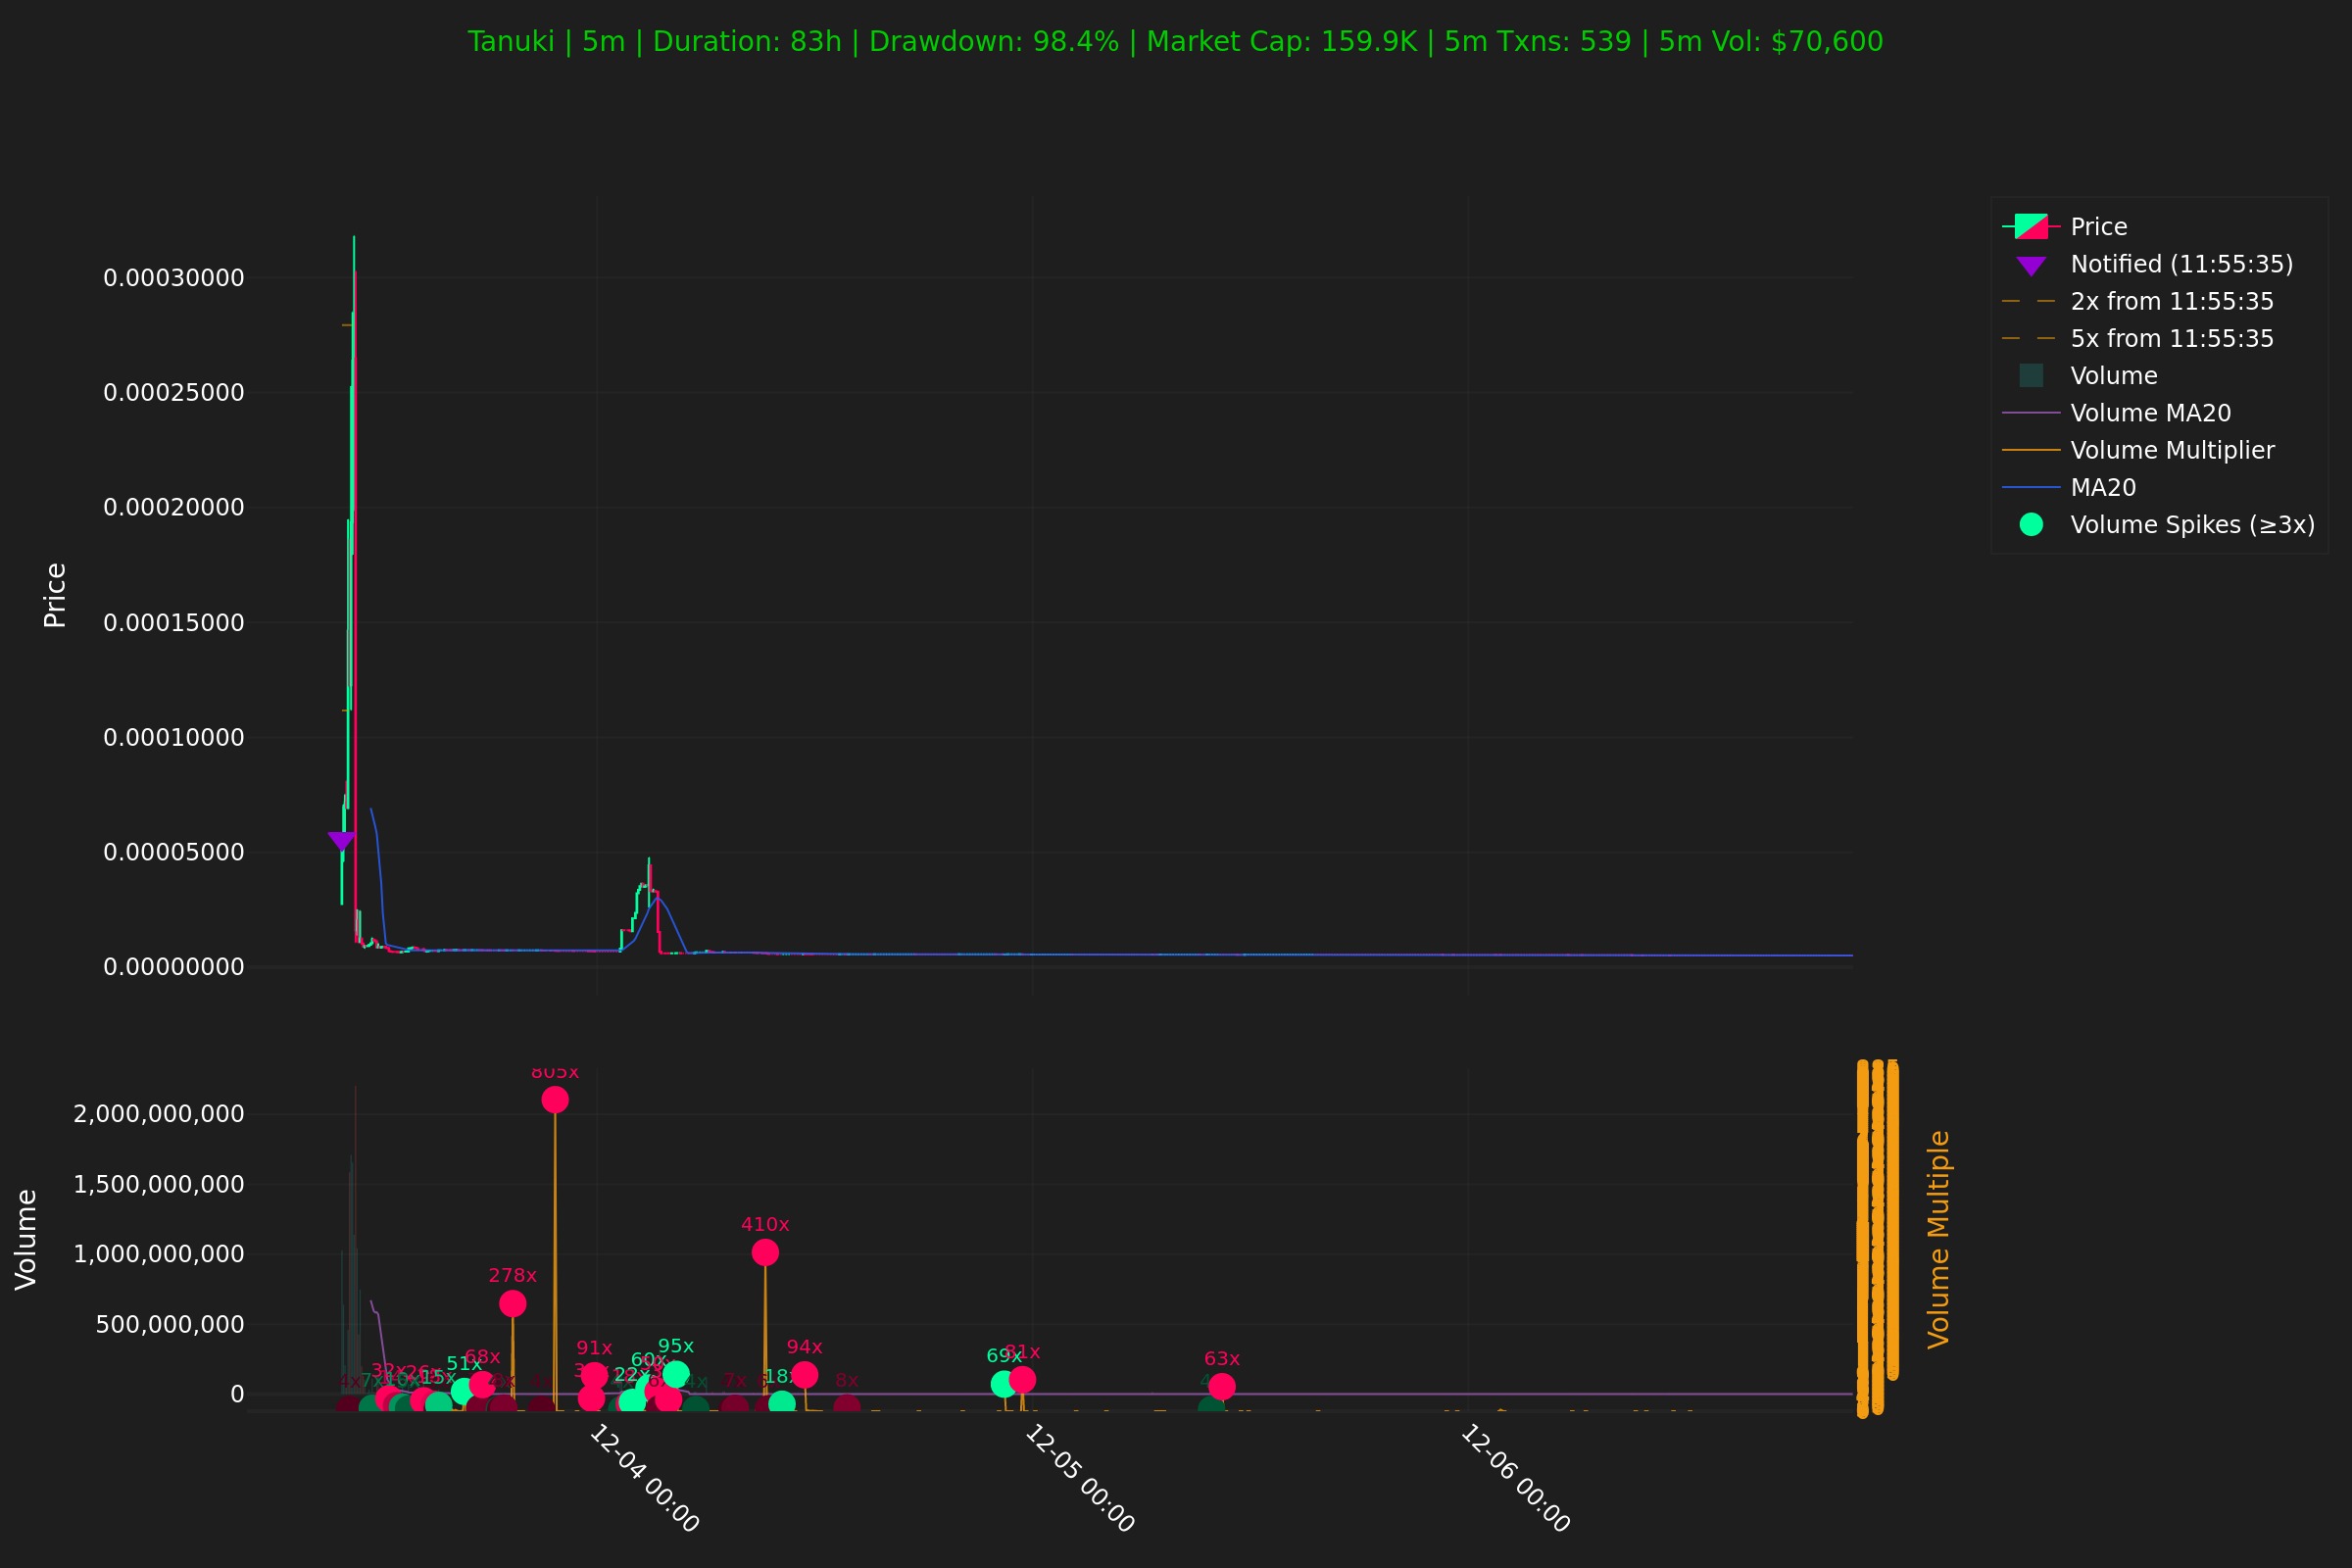 Tanuki | 5m | Duration: 83h | Drawdown: 98.4% | Market Cap: 159.9K | 5m Txns: 539 | 5m Vol: $70,600
Price
0.00030000
0.00025000
0.00020000
0.00015000
0.00010000
0.00005000
0.00000000
Price
Notified (11:55:35)
2x from 11:55:35
5x from 11:55:35
Volume
Volume MA20
Volume Multiplier
MA20
Volume Spikes (≥3x)
Volume
2,000,000,000
1,500,000,000
1,000,000,000
500,000,000
0
805x
410x
278x
91x
95x
94x
68x
51x
60x
69x
81x
63x
32x
26x
15x
22x
18x
4x
7x
7x
8x
4x
Volume Multiple
12-04 00:00
12-05 00:00
12-06 00:00